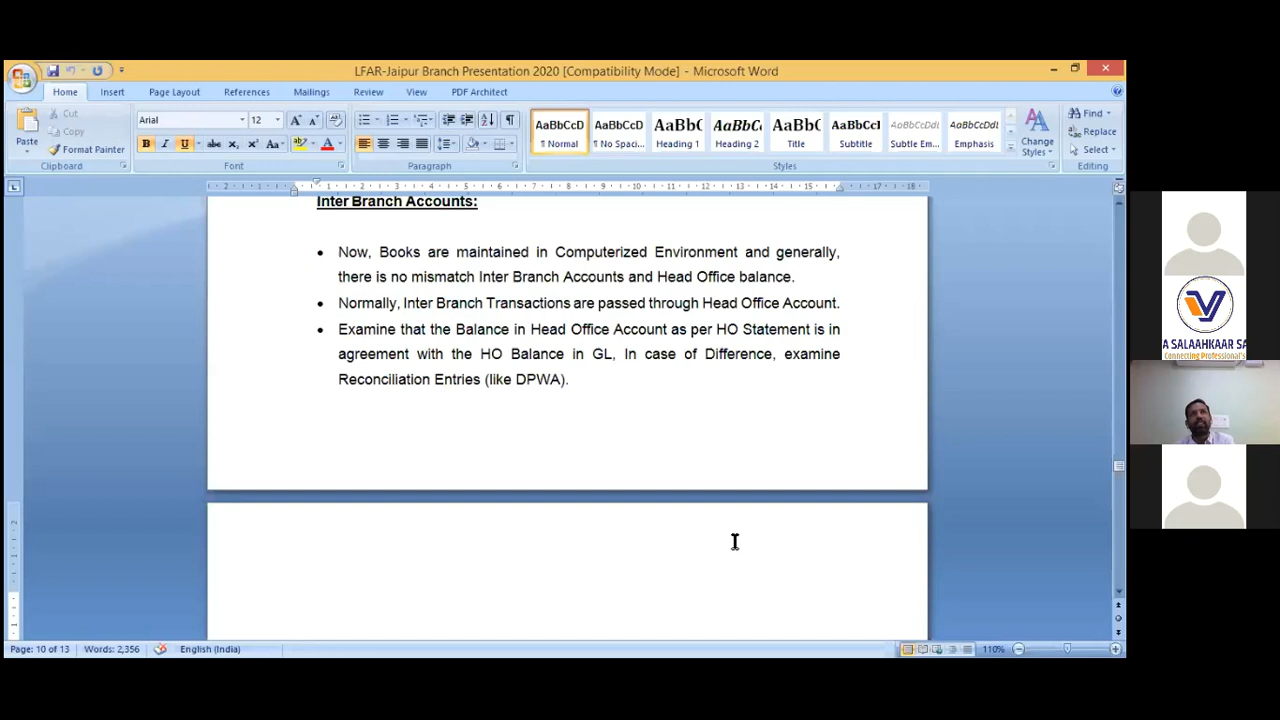 LFAR-Jaipur Branch Presentation 2020 [Compatibility Mode] - Microsoft Word
Home Insert Page Layout References Mailings Review View PDF Architect
Paste
Cut
Copy
Format Painter
Clipboard
Arial 12
Font
Paragraph
AaBbCcD AaBbCcD AaBbC AaBbCc AaBbC AaBbCcI AaBbCcDdI AaBbCcDdI
¶ Normal ¶ No Spaci... Heading 1 Heading 2 Title Subtitle Subtle Em... Emphasis
Change
Styles
Styles
Find
Replace
Select
Editing
Inter Branch Accounts:
• Now, Books are maintained in Computerized Environment and generally,
there is no mismatch Inter Branch Accounts and Head Office balance.
• Normally, Inter Branch Transactions are passed through Head Office Account.
• Examine that the Balance in Head Office Account as per HO Statement is in
agreement with the HO Balance in GL, In case of Difference, examine
Reconciliation Entries (like DPWA).
A SALAAHKAAR SA
Connecting Professional's
Page: 10 of 13 Words: 2,356 English (India) 110%